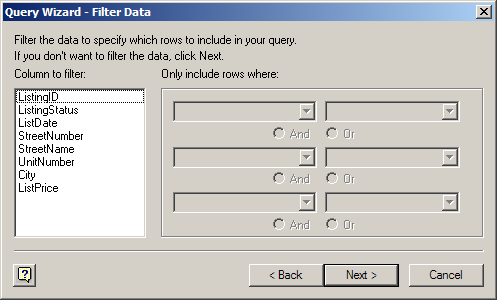 Query Wizard - Filter Data
Filter the data to specify which rows to include in your query.
If you don't want to filter the data, click Next.
Column to filter:
Only include rows where:
ListingID
ListingStatus
ListDate
StreetNumber
StreetName
UnitNumber
City
ListPrice
And Or
And Or
And Or
?
< Back Next > Cancel